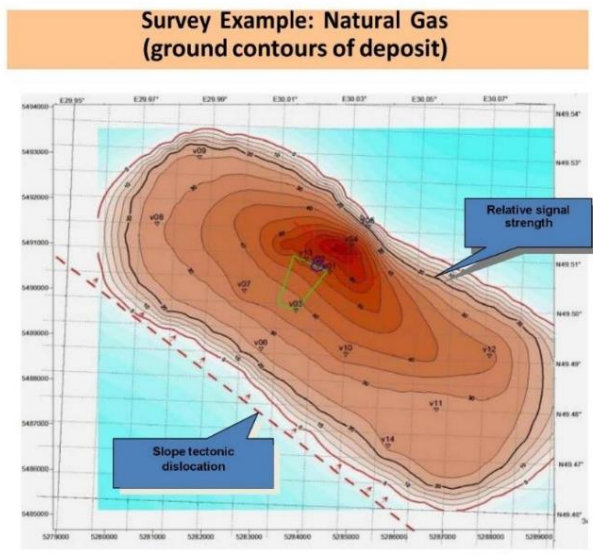 Survey Example: Natural Gas
(ground contours of deposit)
E29.95° E29.97° E29.99° E30.01° E30.03° E30.05° E30.07°
5494000
N49.54°
5493000
v09
N49.53°
5492000
v08
Relative signal
strength
5491000
v04
v13
v01
N49.51°
5490000
v07
v03
N49.50°
5489000
v06
v10
v12
N49.49°
5488000
v11
N49.48°
5487000
v14
Slope tectonic
dislocation
5486000
N49.47°
5485000
N49.46°
5279000 5280000 5281000 5282000 5283000 5284000 5285000 5286000 5287000 5288000 5289000